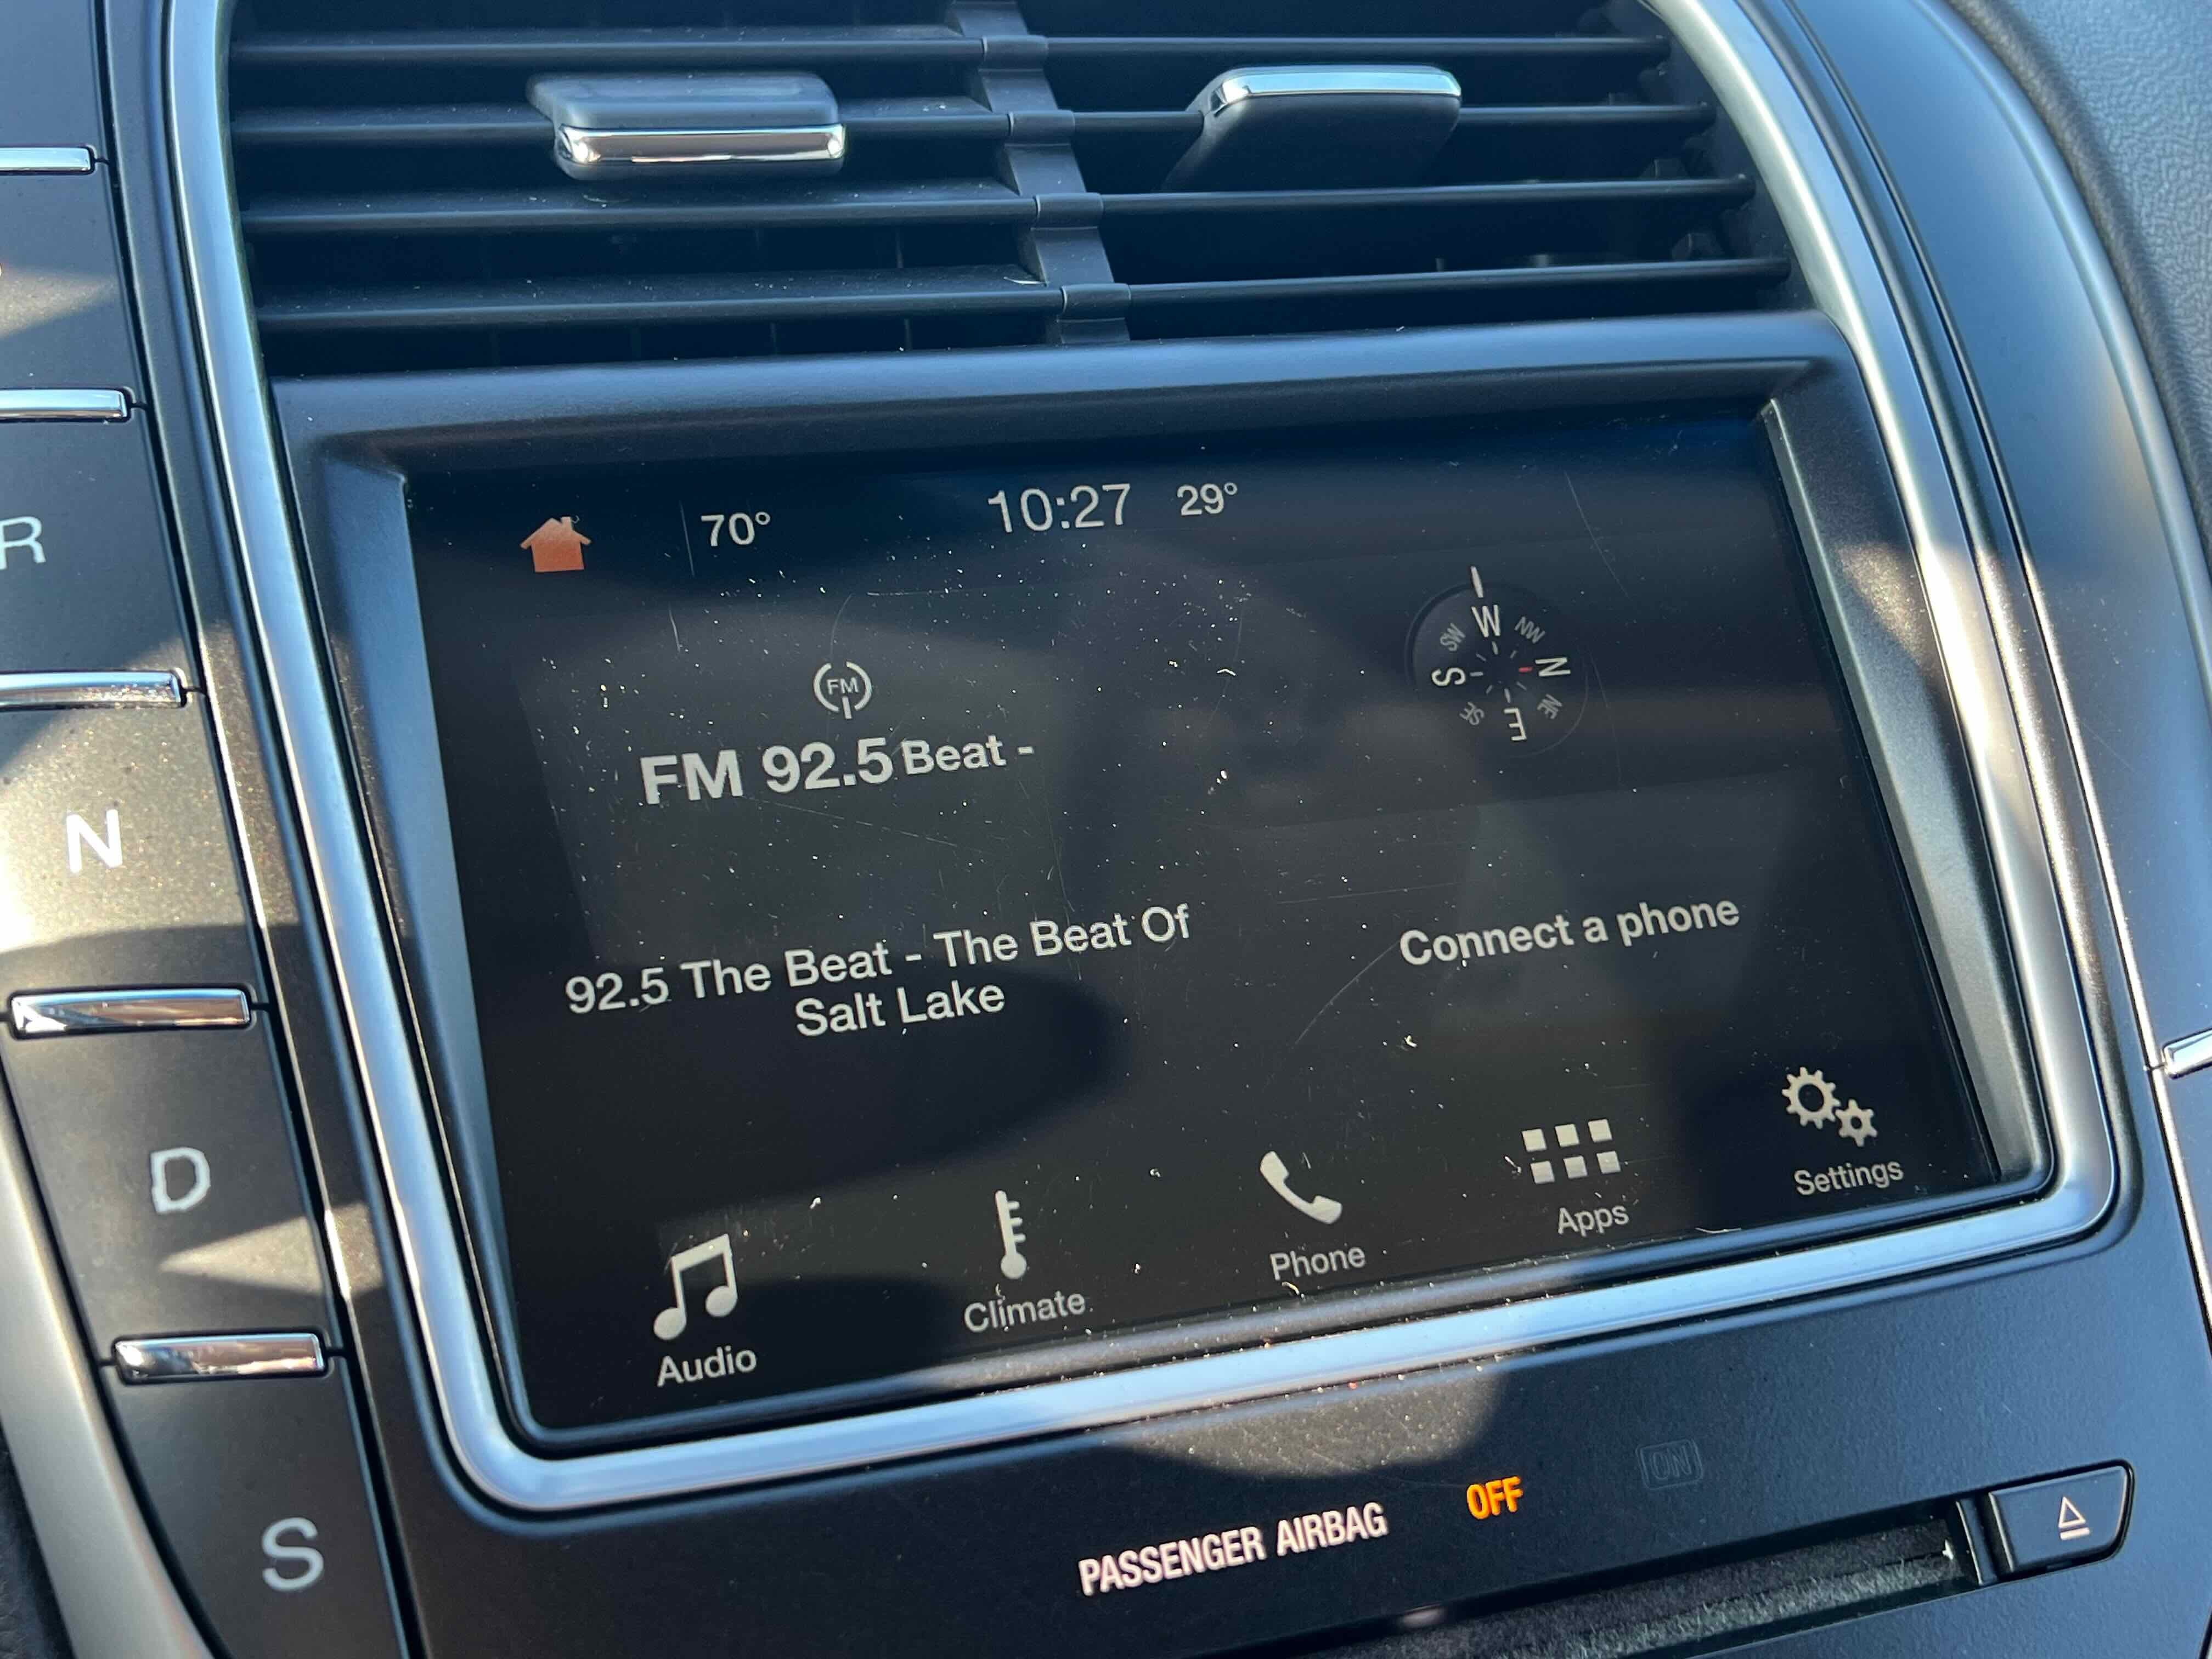 70°
10:27 29°
W
SW
NW
S
N
SE
NE
E
FM
FM 92.5 Beat -
92.5 The Beat - The Beat Of
Salt Lake
Connect a phone
Audio
Climate
Phone
Apps
Settings
R
N
D
S
PASSENGER AIRBAG OFF
ON